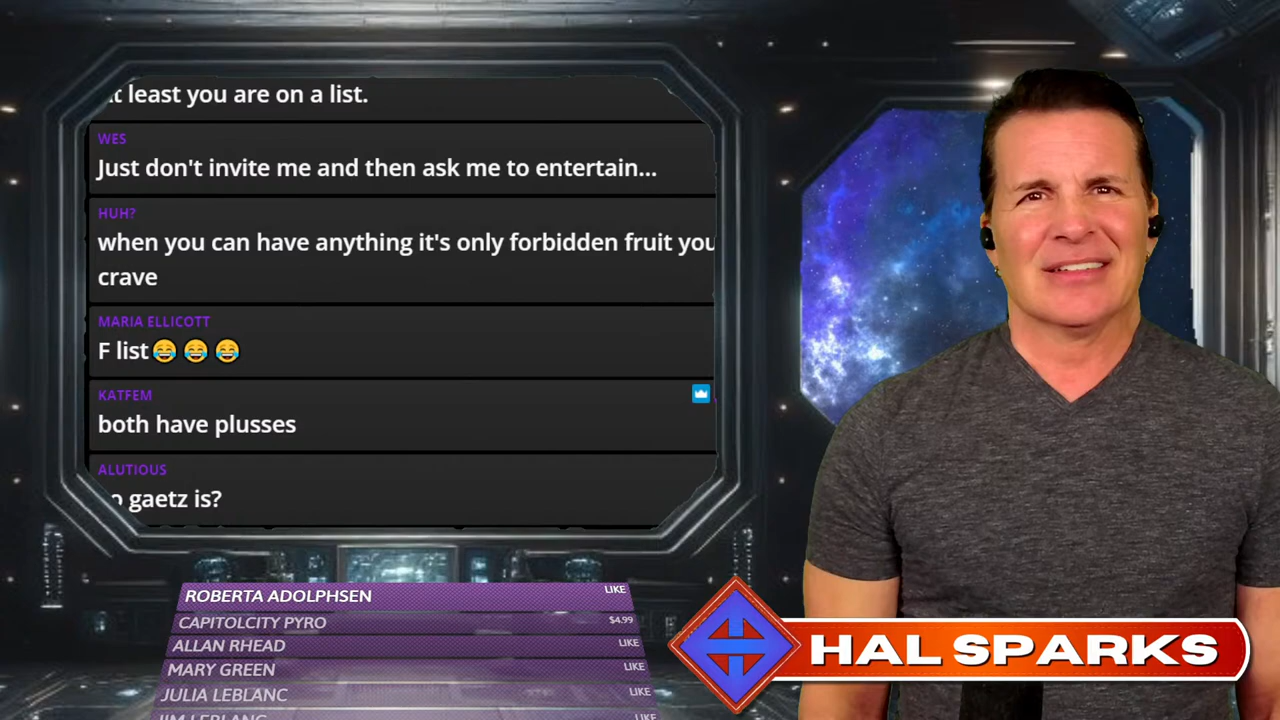 least you are on a list.
WES
Just don't invite me and then ask me to entertain...
HUH?
when you can have anything it's only forbidden fruit you
crave
MARIA ELLICOTT
F list😂 😂 😂
KATFEM
both have plusses
ALUTIOUS
gaetz is?
ROBERTA ADOLPHSEN LIKE
CAPITOLCITY PYRO $4.99
ALLAN RHEAD LIKE
MARY GREEN LIKE
JULIA LEBLANC LIKE
JIM LEBLANC LIKE
HAL SPARKS